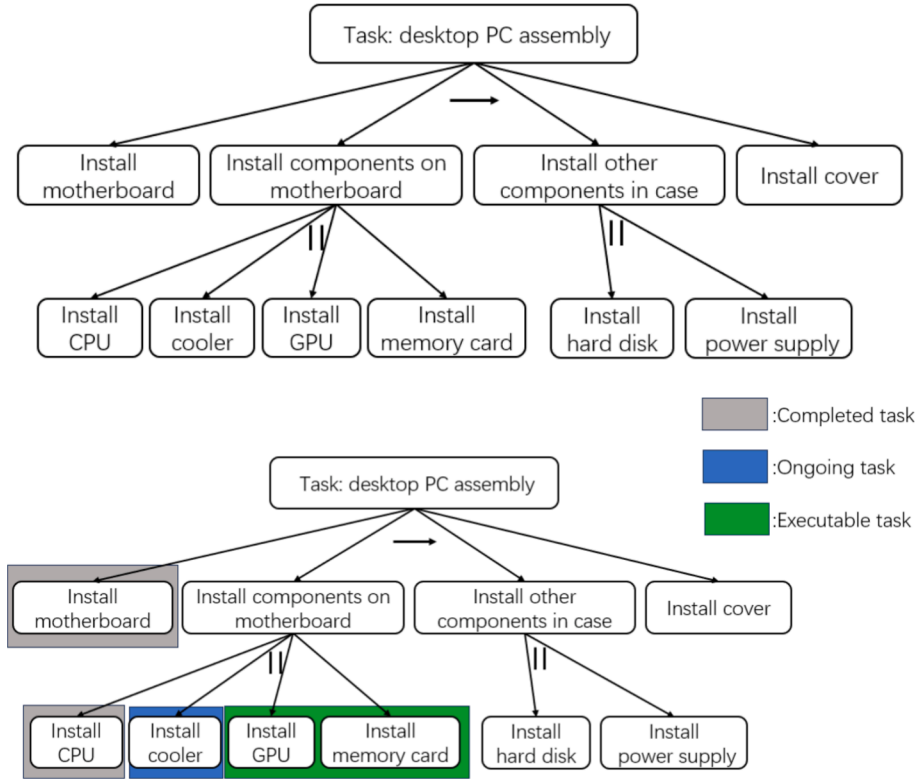 Task: desktop PC assembly
Install
motherboard
Install components on
motherboard
Install other
components in case
Install cover
Install
CPU
Install
cooler
Install
GPU
Install
memory card
Install
hard disk
Install
power supply
:Completed task
:Ongoing task
:Executable task
Task: desktop PC assembly
Install
motherboard
Install components on
motherboard
Install other
components in case
Install cover
Install
CPU
Install
cooler
Install
GPU
Install
memory card
Install
hard disk
Install
power supply